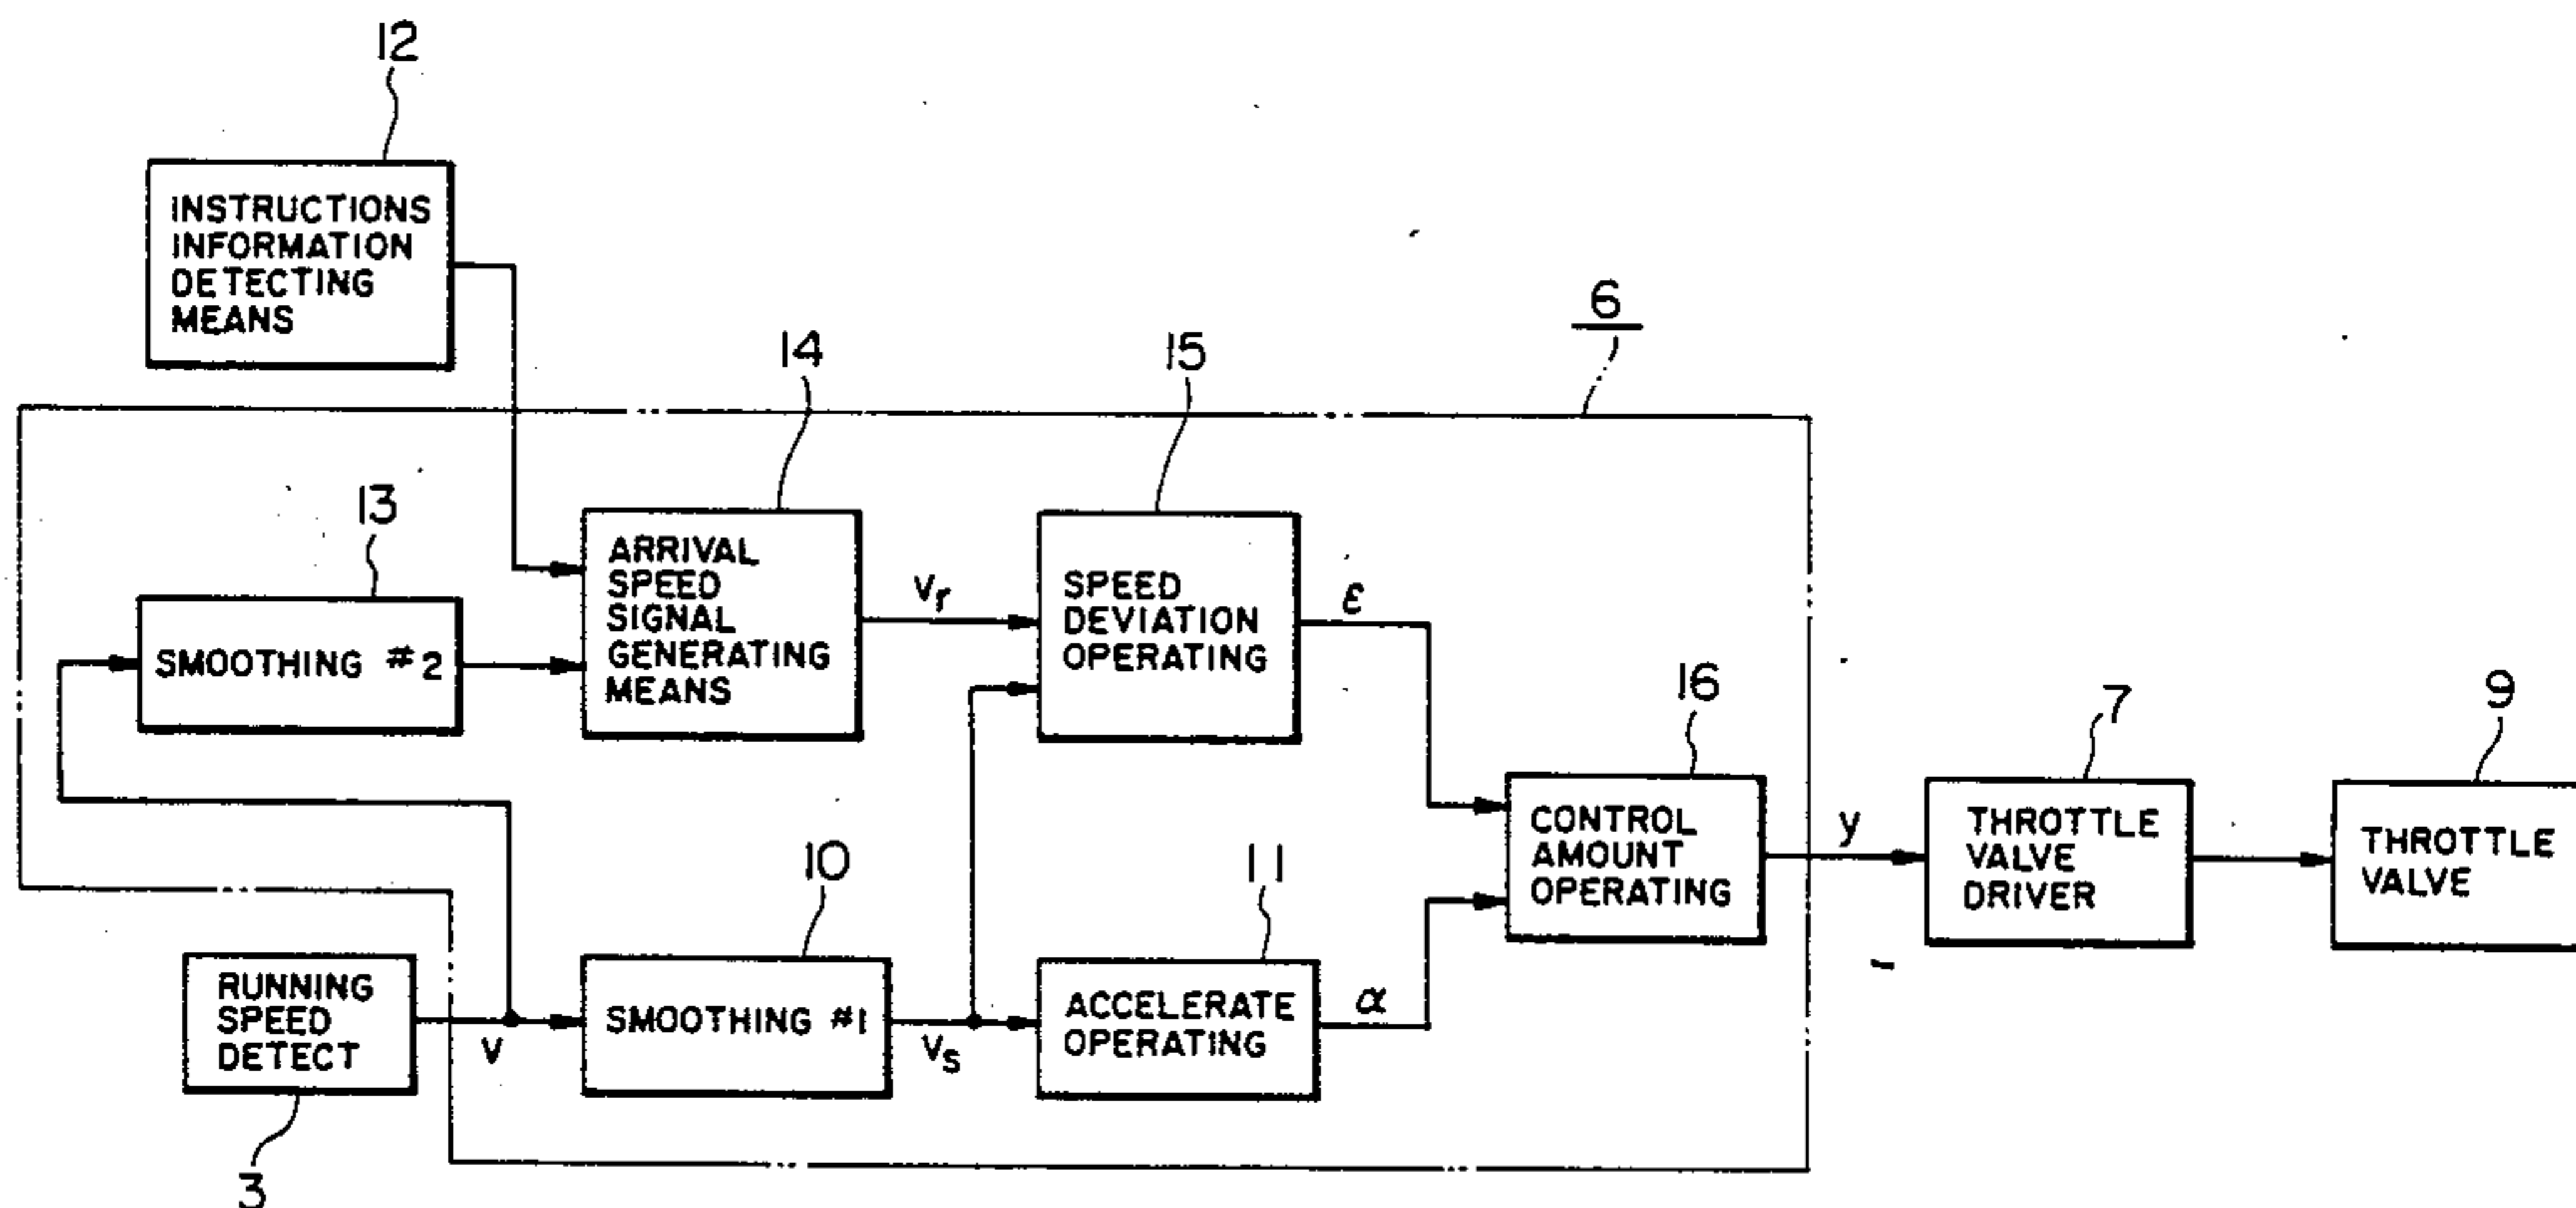 12
INSTRUCTIONS
INFORMATION
DETECTING
MEANS
6
14
15
13
ARRIVAL
SPEED
SIGNAL
GENERATING
MEANS
Vr
SPEED
DEVIATION
OPERATING
ε
SMOOTHING #2
16
7
9
CONTROL
AMOUNT
OPERATING
y
THROTTLE
VALVE
DRIVER
THROTTLE
VALVE
10
11
RUNNING
SPEED
DETECT
V
SMOOTHING #1
Vs
ACCELERATE
OPERATING
α
3